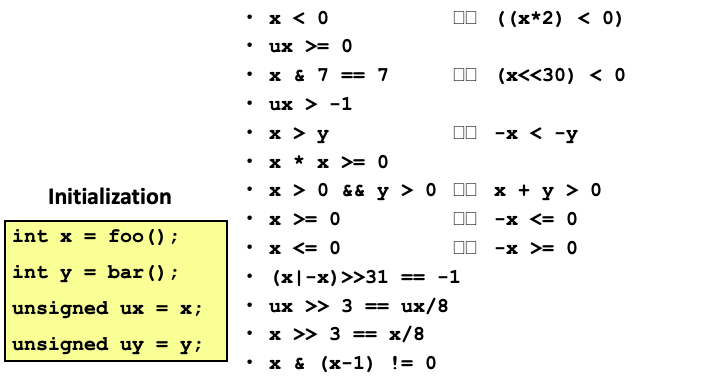 • x < 0 □□ ((x*2) < 0)
• ux >= 0
• x & 7 == 7 □□ (x<<30) < 0
• ux > -1
• x > y □□ -x < -y
• x * x >= 0
• x > 0 && y > 0 □□ x + y > 0
• x >= 0 □□ -x <= 0
• x <= 0 □□ -x >= 0
• (x|-x)>>31 == -1
• ux >> 3 == ux/8
• x >> 3 == x/8
• x & (x-1) != 0
Initialization
int x = foo();
int y = bar();
unsigned ux = x;
unsigned uy = y;